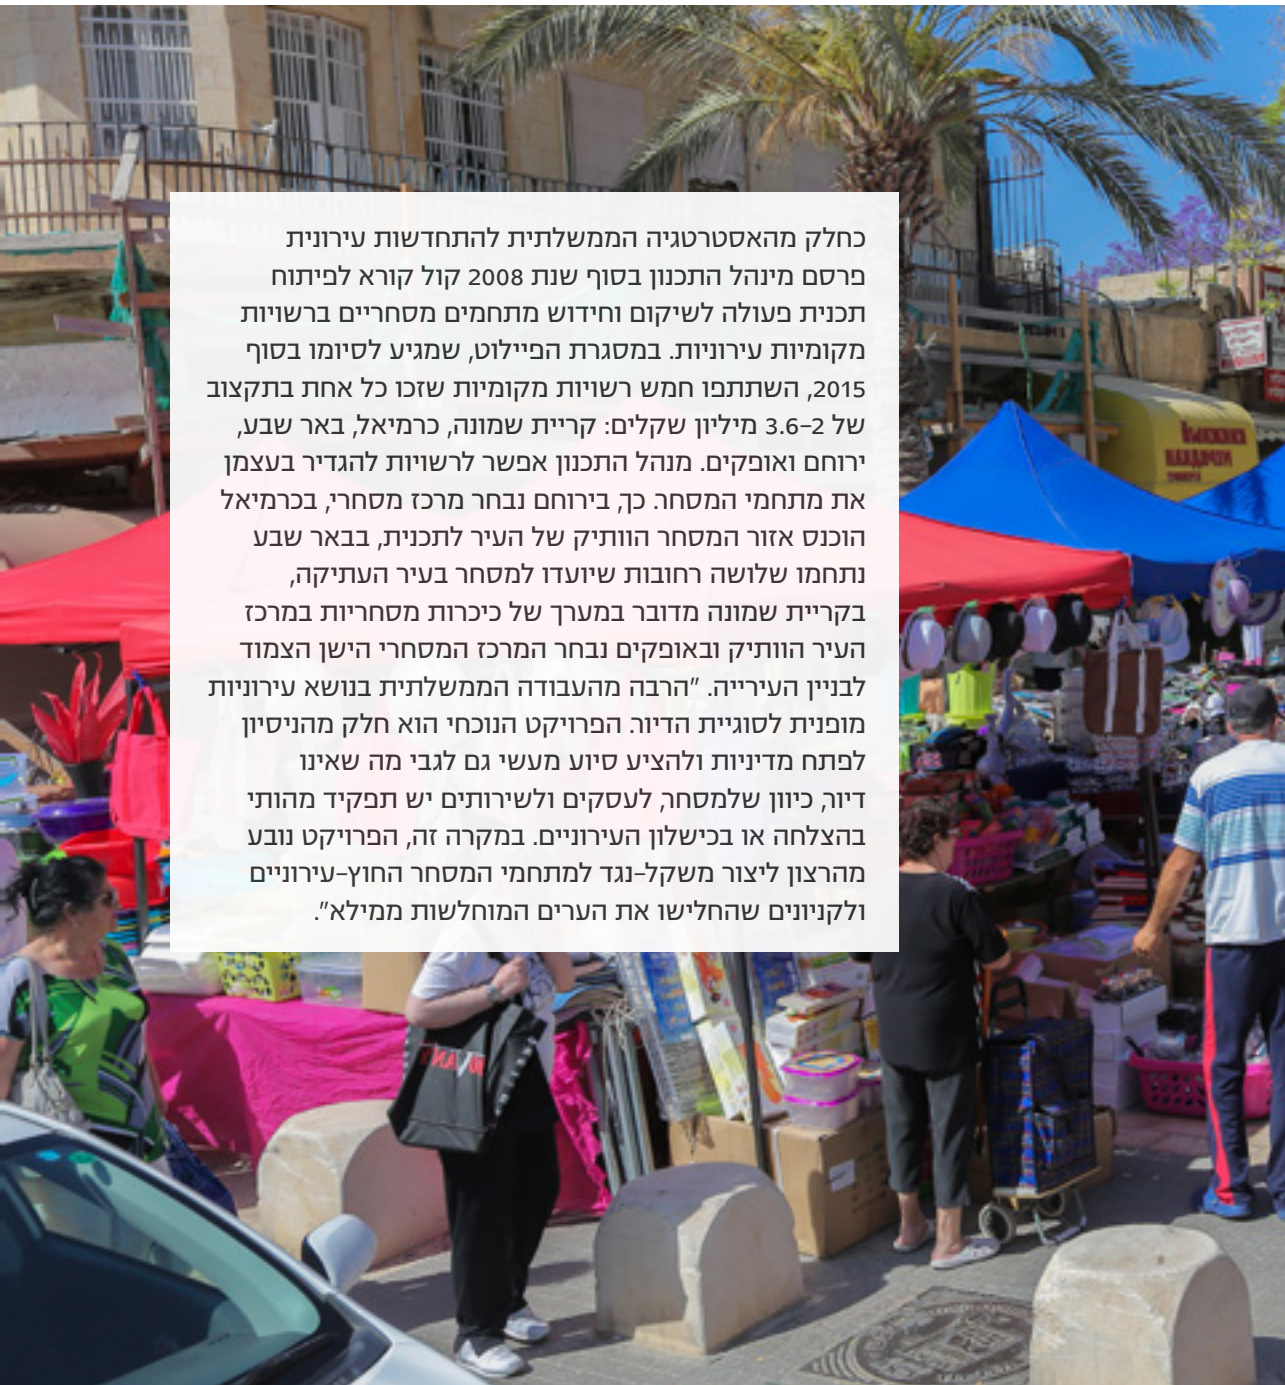 כחלק מהאסטרטגיה הממשלתית להתחדשות עירונית
פרסם מינהל התכנון בסוף שנת 2008 קול קורא לפיתוח
תכנית פעולה לשיקום וחידוש מתחמים מסחריים ברשויות
מקומיות עירוניות. במסגרת הפיילוט, שמגיע לסיומו בסוף
2015, השתתפו חמש רשויות מקומיות שזכו כל אחת בתקצוב
של 3.6-2 מיליון שקלים: קריית שמונה, כרמיאל, באר שבע,
ירוחם ואופקים. מנהל התכנון אפשר לרשויות להגדיר בעצמן
את מתחמי המסחר. כך, בירוחם נבחר מרכז מסחרי, בכרמיאל
הוכנס אזור המסחר הוותיק של העיר לתכנית, בבאר שבע
נתחמו שלושה רחובות שיועדו למסחר בעיר העתיקה,
בקריית שמונה מדובר במערך של כיכרות מסחריות במרכז
העיר הוותיק ובאופקים נבחר המרכז המסחרי הישן הצמוד
לבניין העירייה. "הרבה מהעבודה הממשלתית בנושא עירוניות
מופנית לסוגיית הדיור. הפרויקט הנוכחי הוא חלק מהניסיון
לפתח מדיניות ולהציע סיוע מעשי גם לגבי מה שאינו
דיור, כיוון שלמסחר, לעסקים ולשירותים יש תפקיד מהותי
בהצלחה או בכישלון העירוניים. במקרה זה, הפרויקט נובע
מהרצון ליצור משקל-נגד למתחמי המסחר החוץ-עירוניים
ולקניונים שהחלישו את הערים המוחלשות ממילא".